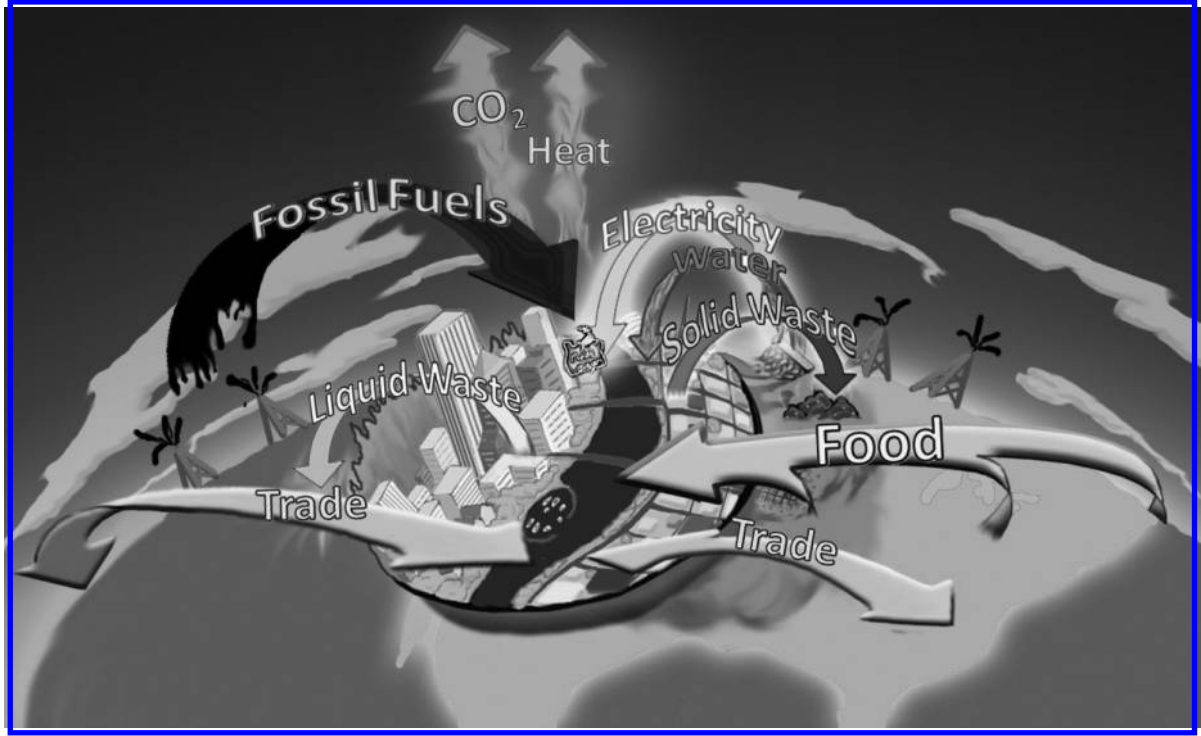 CO₂
Heat
Fossil Fuels
Electricity
Water
Solid Waste
Liquid Waste
Food
Trade
Trade